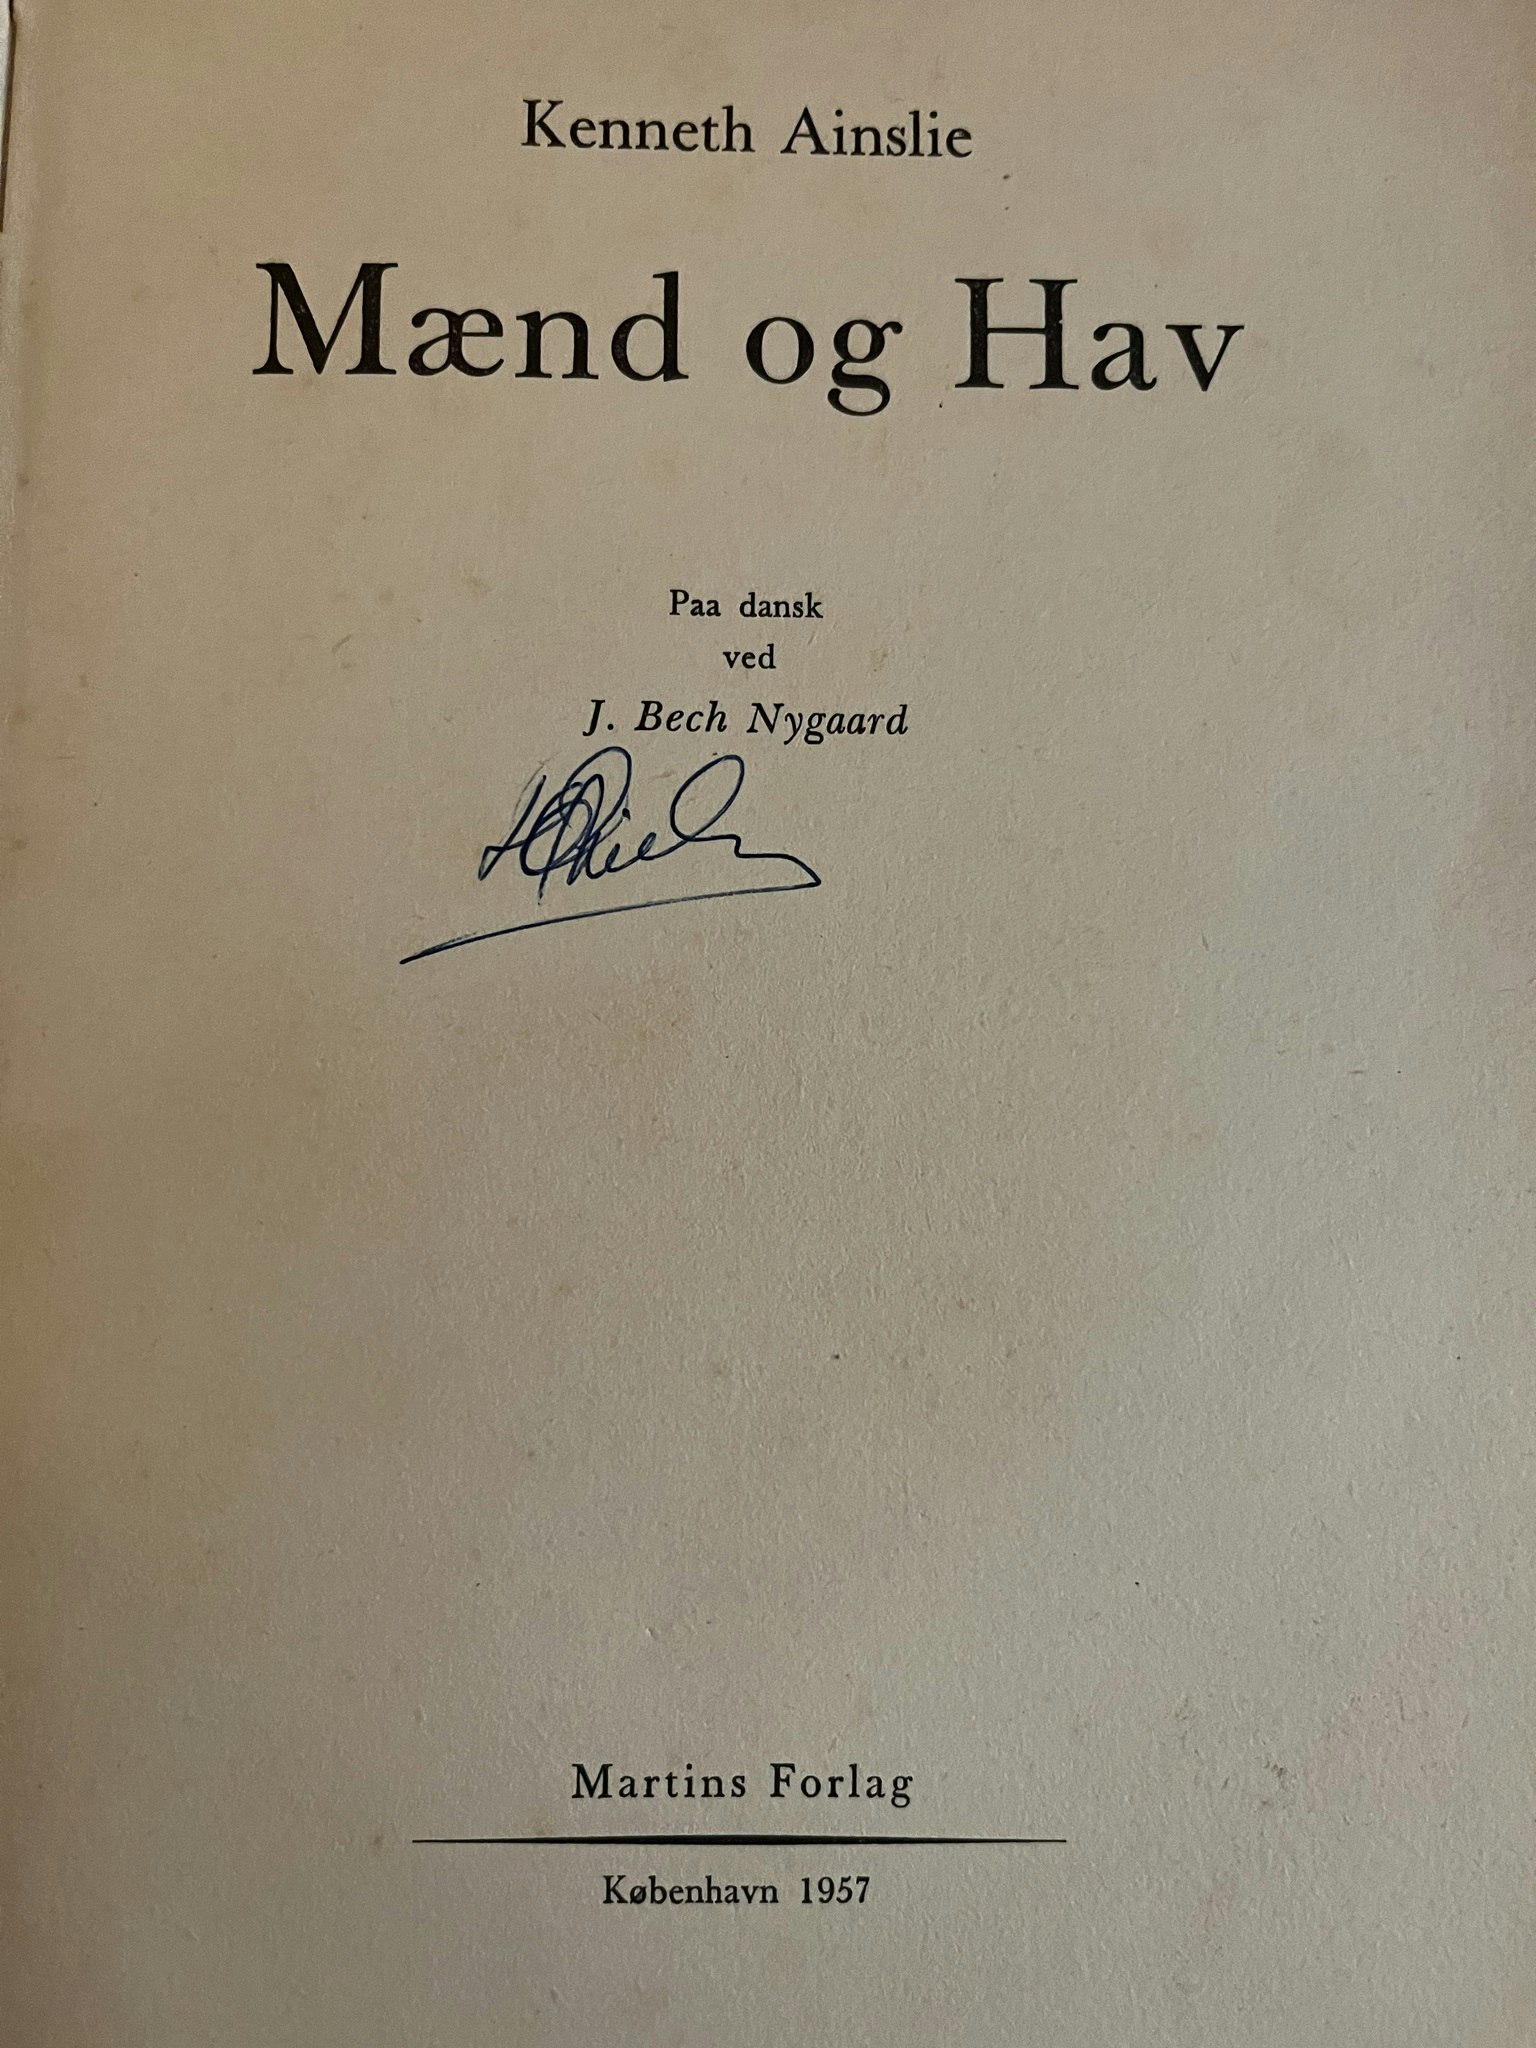 Kenneth Ainslie
Mænd og Hav
Paa dansk
ved
J. Bech Nygaard
Martins Forlag
København 1957